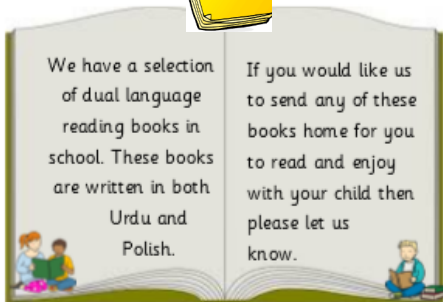 We have a selection
of dual language
reading books in
school. These books
are written in both
Urdu and
Polish.
If you would like us
to send any of these
books home for you
to read and enjoy
with your child then
please let us
know.